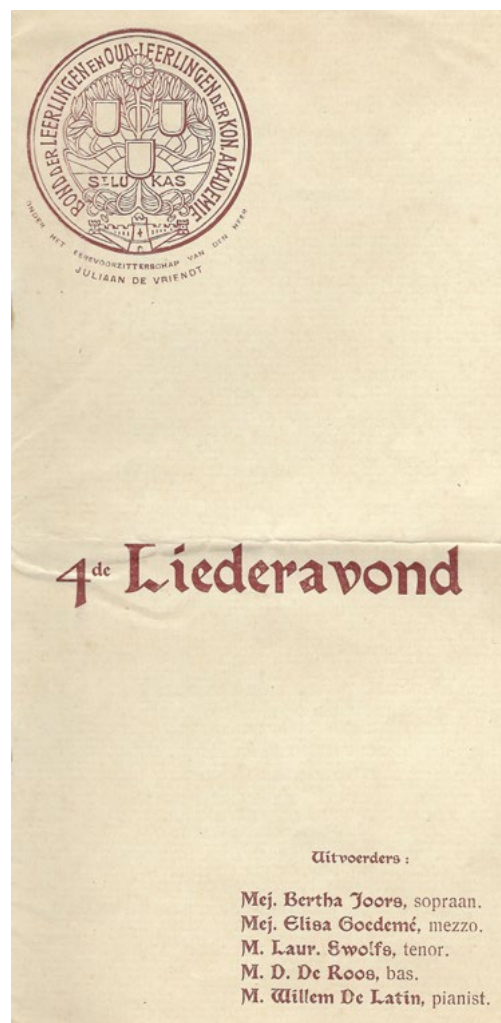 BOND DER LEERLINGEN EN OUD-LEERLINGEN DER KON. AKADEMIE
ST LUKAS
ONDER HET EEREVOORZITTERSCHAP VAN DEN HEER
JULIAAN DE VRIENDT
4de Liederavond
Uitvoerders :
Mej. Bertha Joors, sopraan.
Mej. Elisa Goedemé, mezzo.
M. Laur. Swolfs, tenor.
M. D. De Roos, bas.
M. Willem De Latin, pianist.